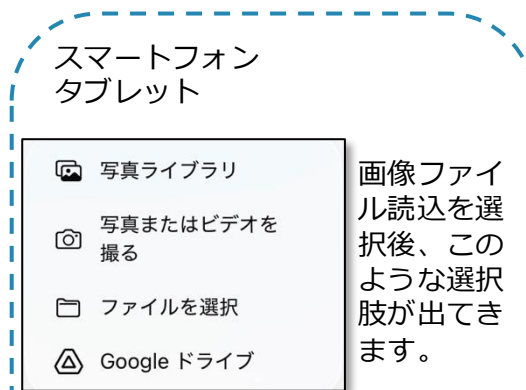 スマートフォン
タブレット
写真ライブラリ
写真またはビデオを
撮る
ファイルを選択
Google ドライブ
画像ファイ
ル読込を選
択後、この
ような選択
肢が出てき
ます。